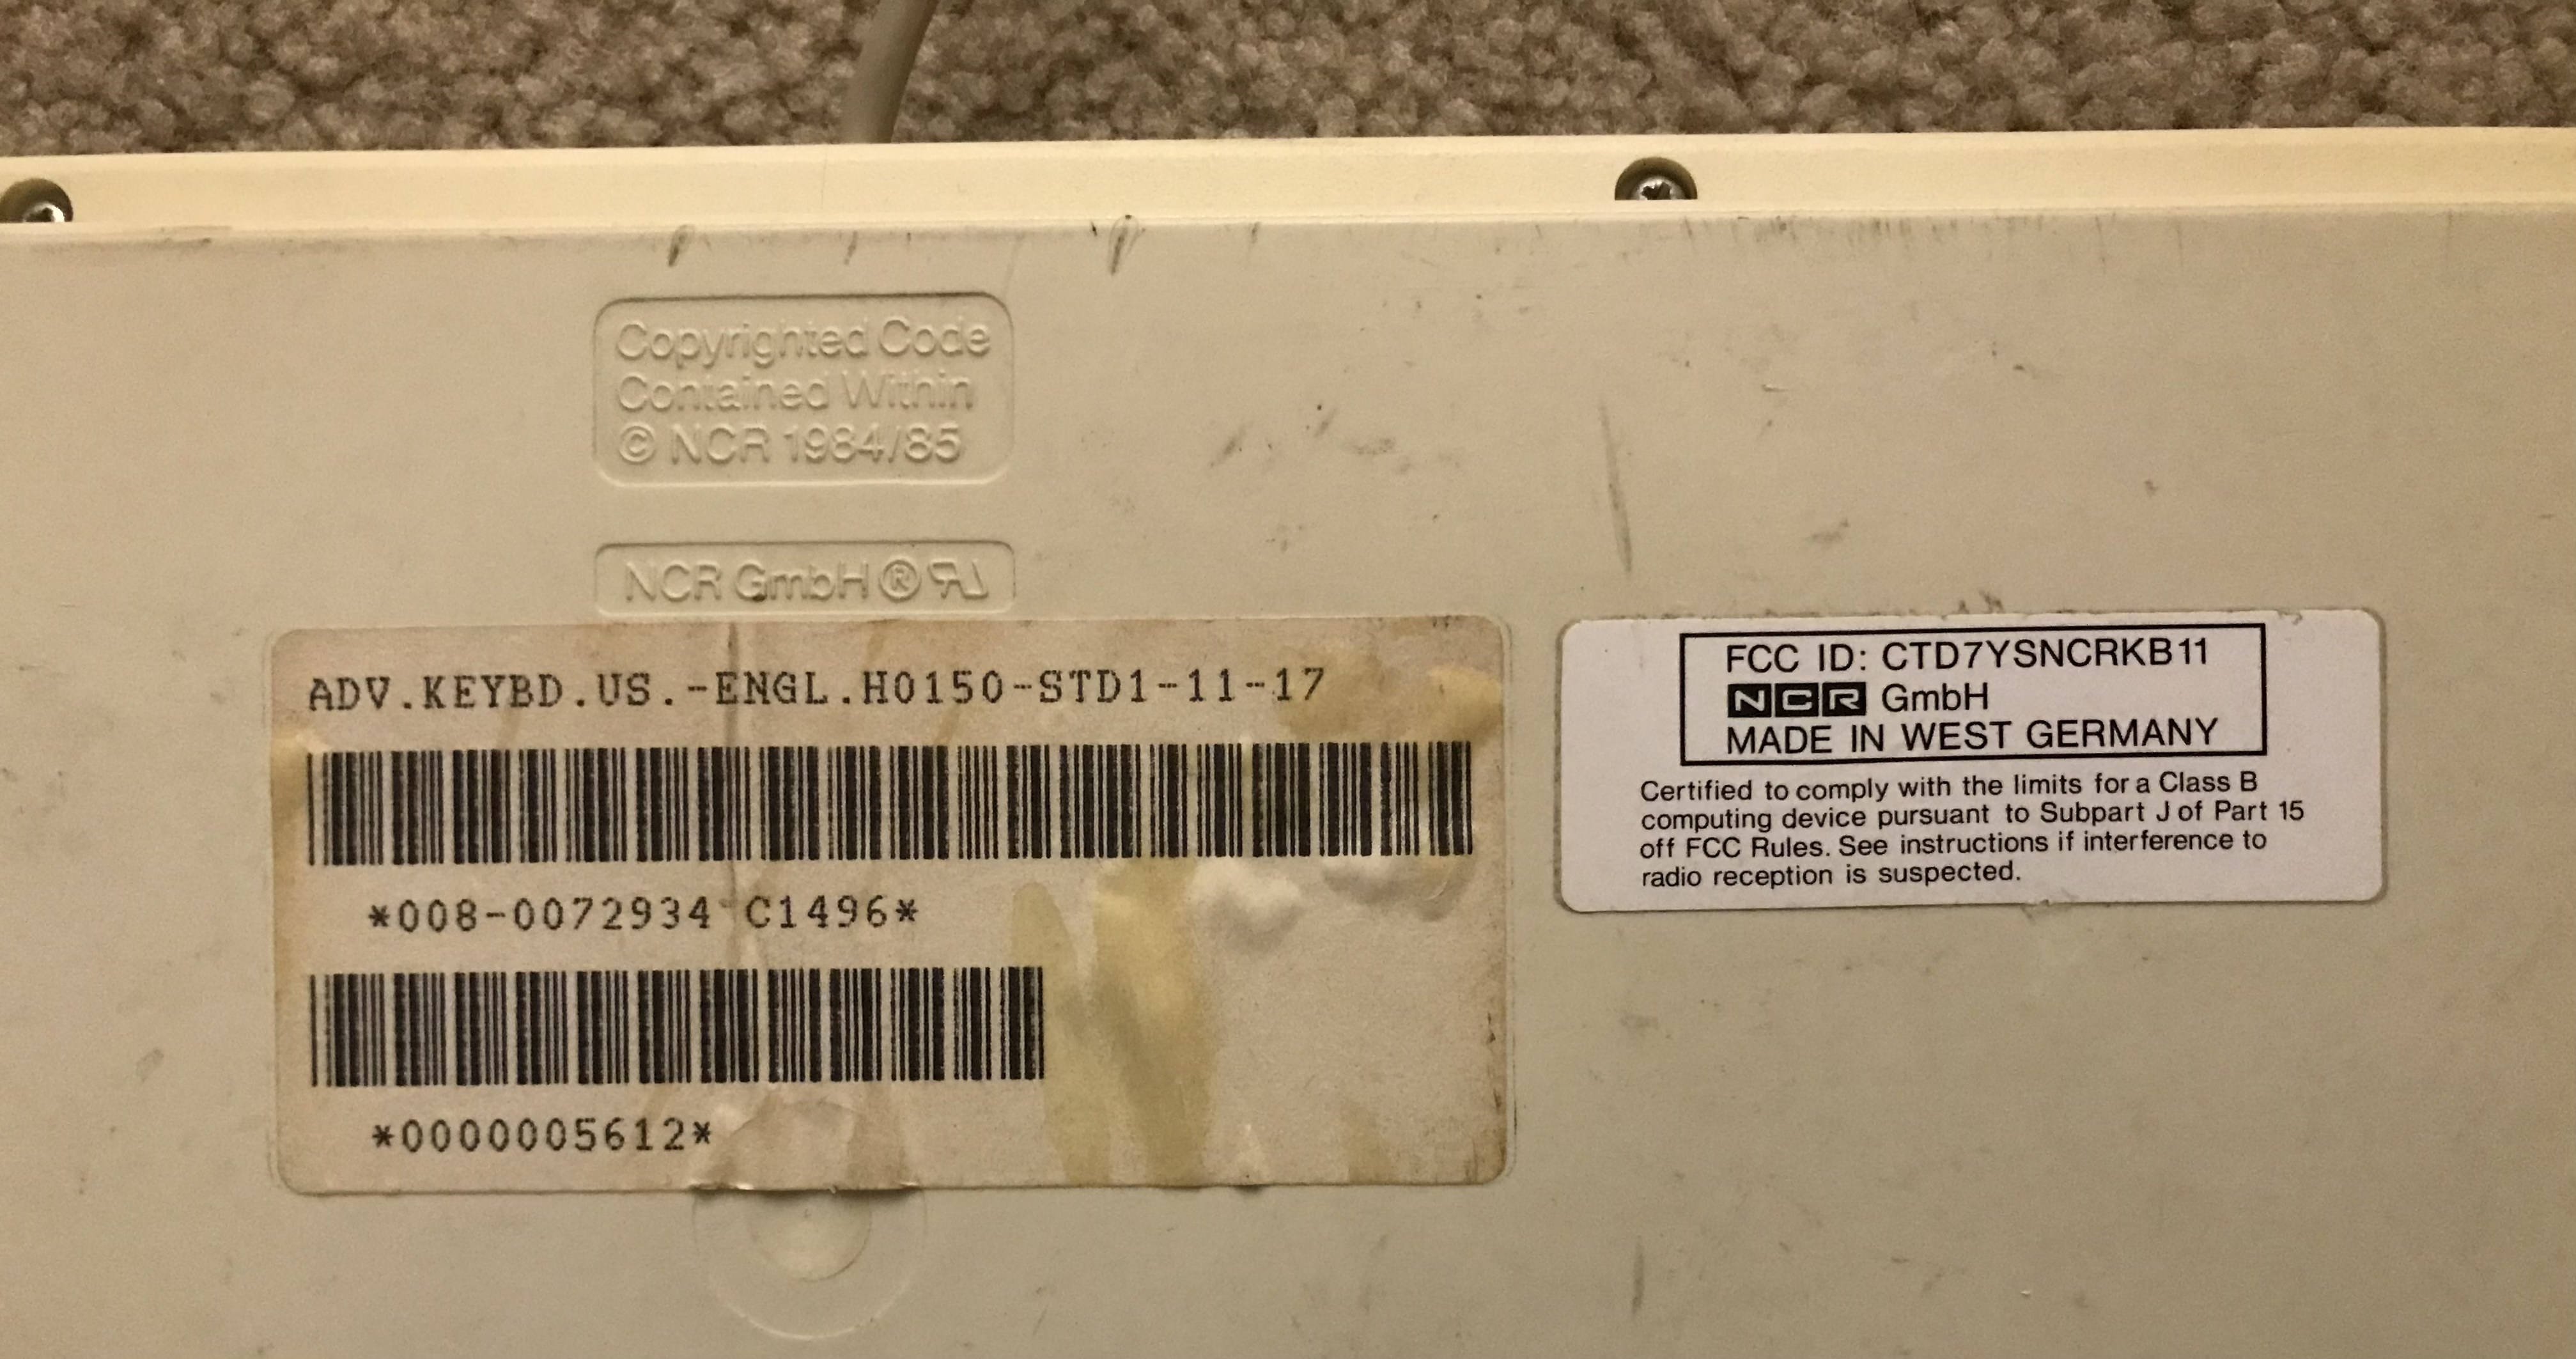 Copyrighted Code
Contained Within
© NCR 1984/85
NCR GmbH ®
ADV.KEYBD.US.-ENGL.H0150-STD1-11-17
*008-0072934 C1496*
*0000005612*
FCC ID: CTD7YSNCRKB11
NCR GmbH
MADE IN WEST GERMANY
Certified to comply with the limits for a Class B
computing device pursuant to Subpart J of Part 15
off FCC Rules. See instructions if interference to
radio reception is suspected.